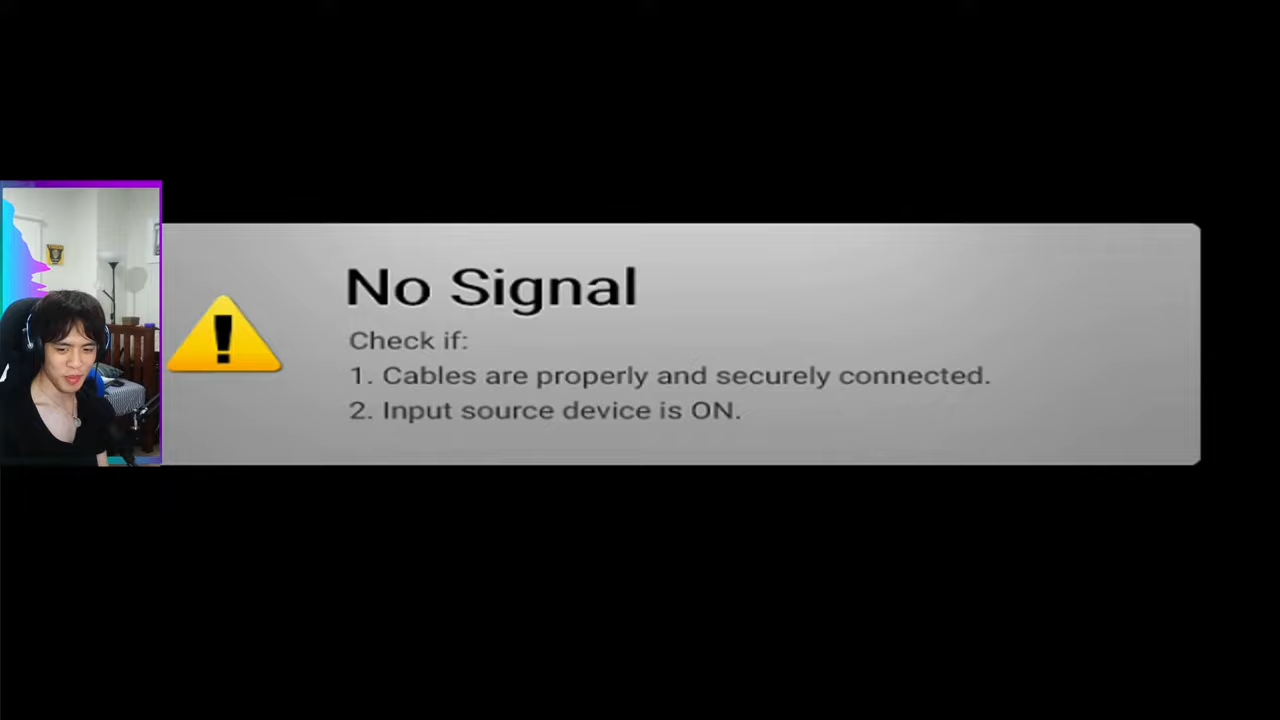 No Signal
Check if:
1. Cables are properly and securely connected.
2. Input source device is ON.